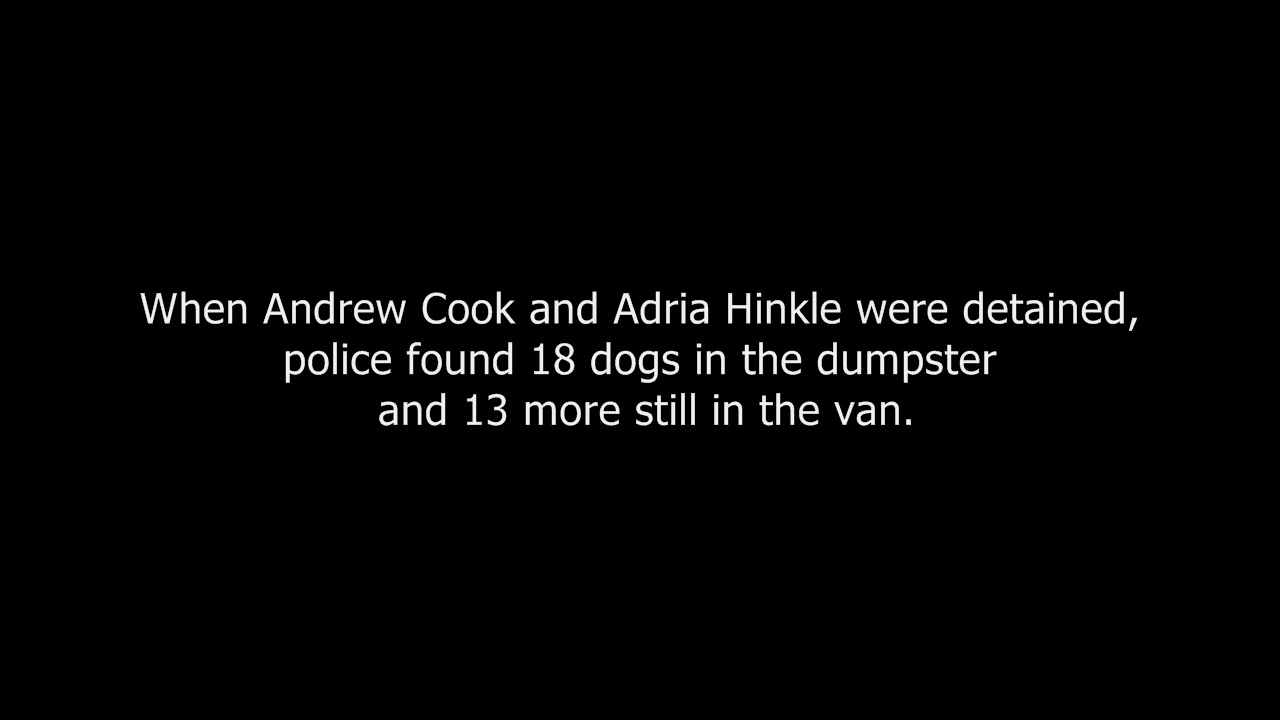 When Andrew Cook and Adria Hinkle were detained,
police found 18 dogs in the dumpster
and 13 more still in the van.